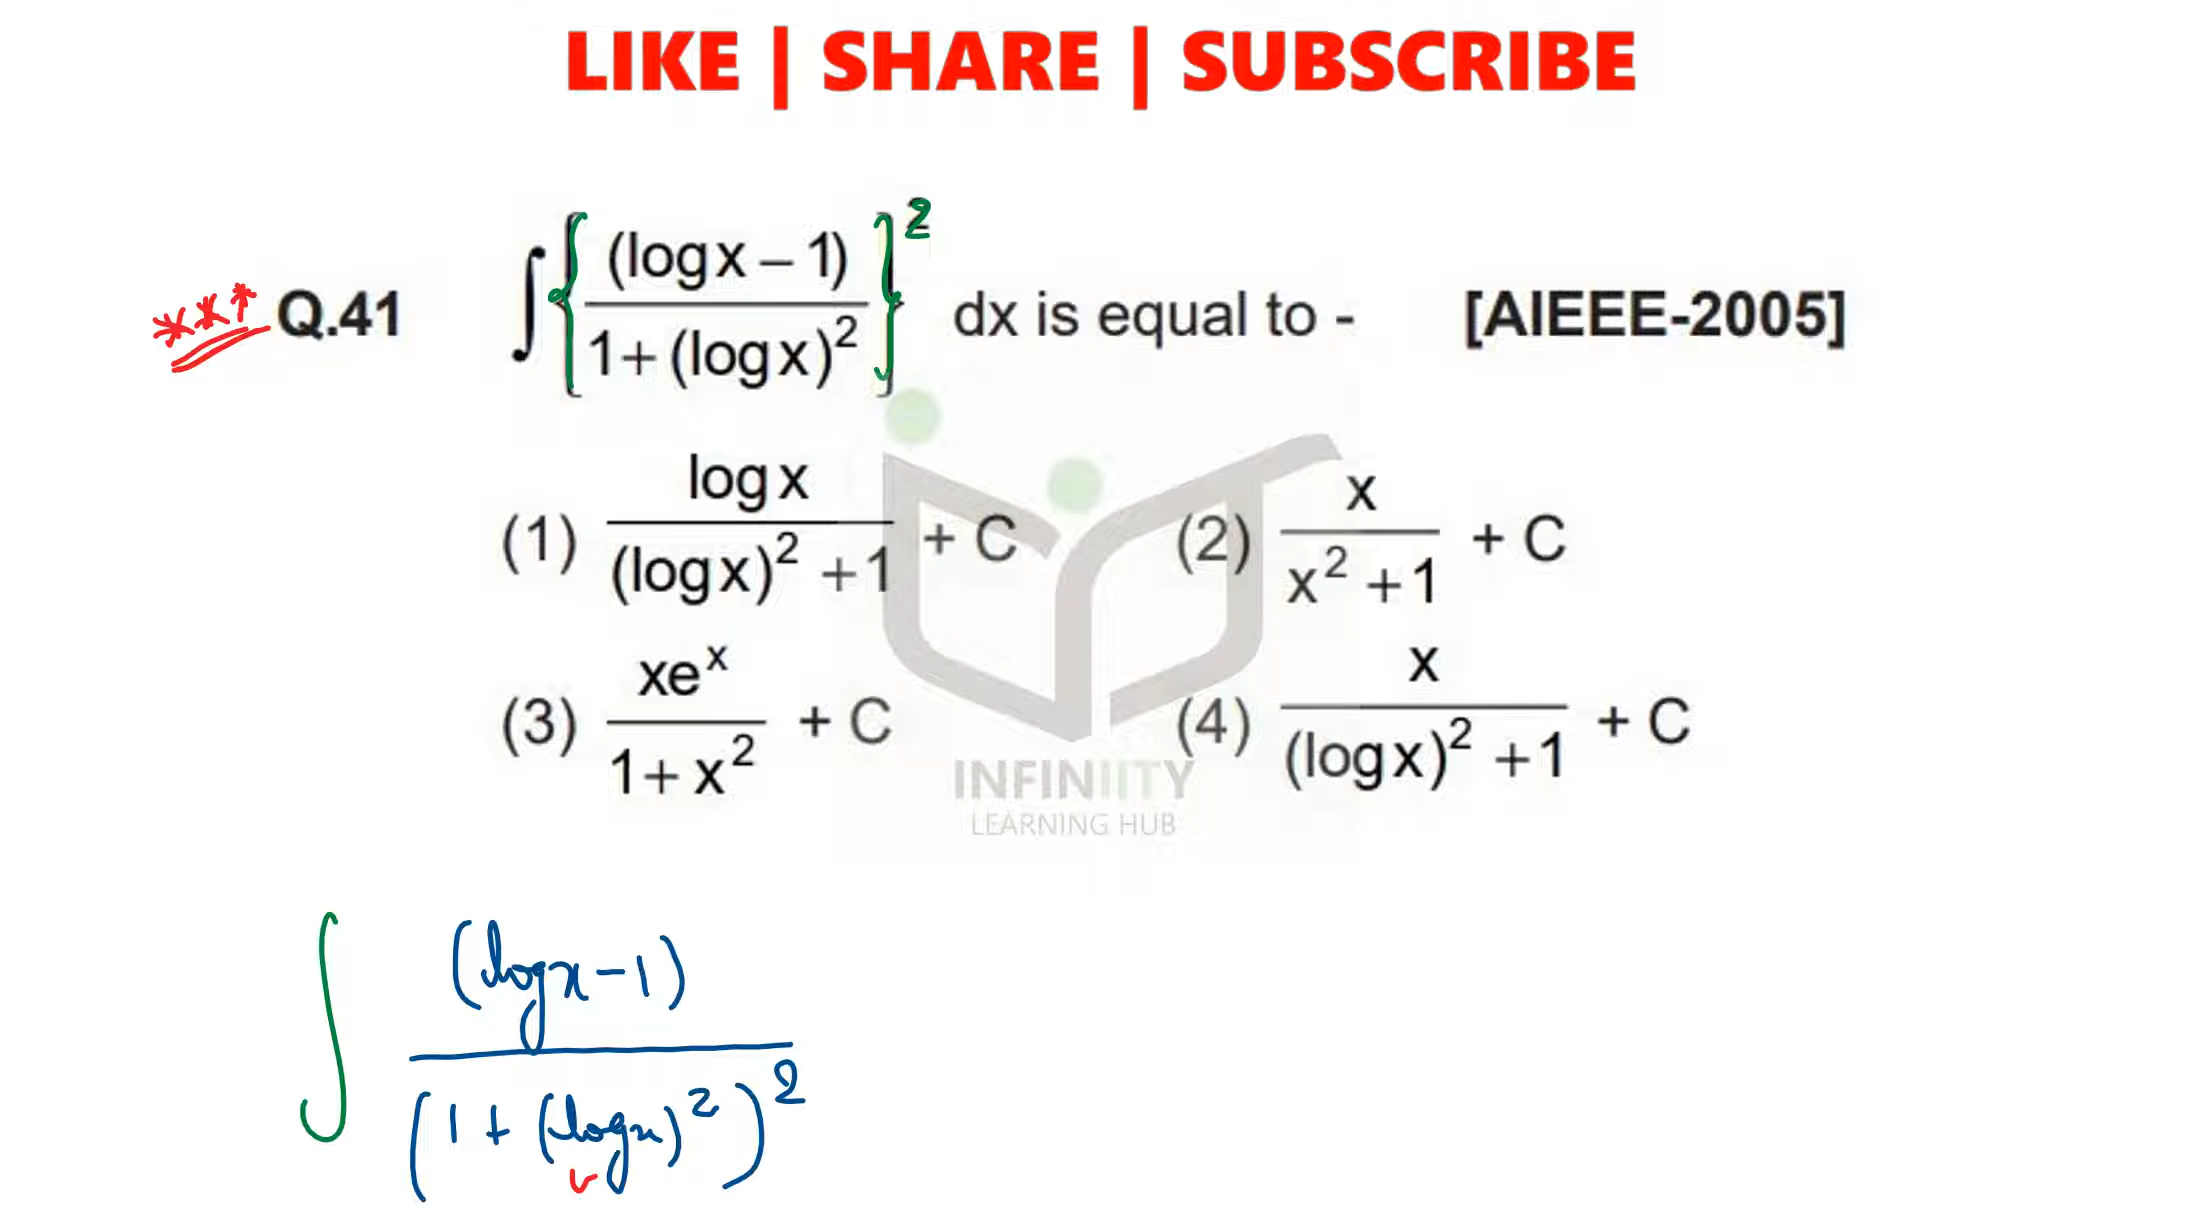 LIKE | SHARE | SUBSCRIBE
*** Q.41 ∫{(log x – 1)/(1+(log x)²)}² dx is equal to - [AIEEE-2005]
(1) log x/((log x)² +1) + C (2) x/(x² +1) + C
(3) xeˣ/(1+x²) + C (4) x/((log x)² +1) + C
INFINIITY
LEARNING HUB
∫ (log x – 1)/(1 + (log x)²)²